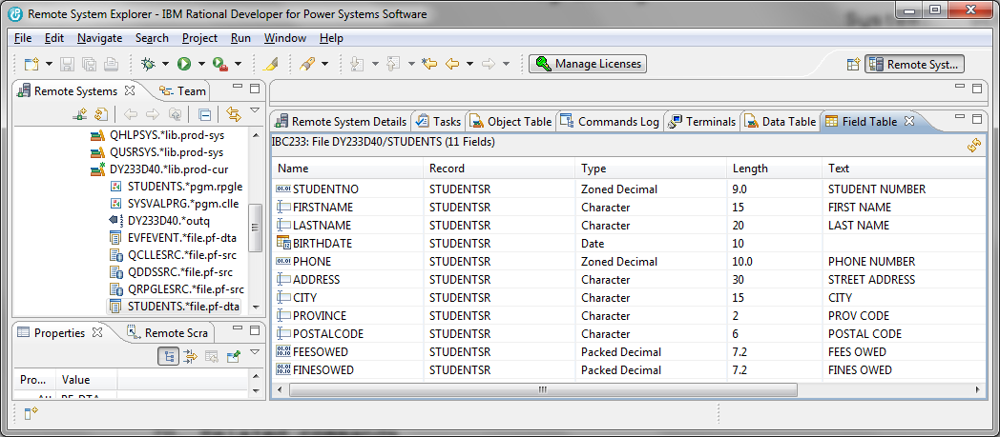 Remote System Explorer - IBM Rational Developer for Power Systems Software
File Edit Navigate Search Project Run Window Help
Manage Licenses
Remote Syst...
Remote Systems Team
QHLPSYS.*lib.prod-sys
QUSRSYS.*lib.prod-sys
DY233D40.*lib.prod-cur
STUDENTS.*pgm.rpgle
SYSVALPRG.*pgm.clle
DY233D40.*outq
EVFEVENT.*file.pf-dta
QCLLESRC.*file.pf-src
QDDSSRC.*file.pf-src
QRPGLESRC.*file.pf-src
STUDENTS.*file.pf-dta
Properties Remote Scra
Pro... Value
Remote System Details Tasks Object Table Commands Log Terminals Data Table Field Table
IBC233: File DY233D40/STUDENTS (11 Fields)
Name Record Type Length Text
STUDENTNO STUDENTSR Zoned Decimal 9.0 STUDENT NUMBER
FIRSTNAME STUDENTSR Character 15 FIRST NAME
LASTNAME STUDENTSR Character 20 LAST NAME
BIRTHDATE STUDENTSR Date 10
PHONE STUDENTSR Zoned Decimal 10.0 PHONE NUMBER
ADDRESS STUDENTSR Character 30 STREET ADDRESS
CITY STUDENTSR Character 15 CITY
PROVINCE STUDENTSR Character 2 PROV CODE
POSTALCODE STUDENTSR Character 6 POSTAL CODE
FEESOWED STUDENTSR Packed Decimal 7.2 FEES OWED
FINESOWED STUDENTSR Packed Decimal 7.2 FINES OWED